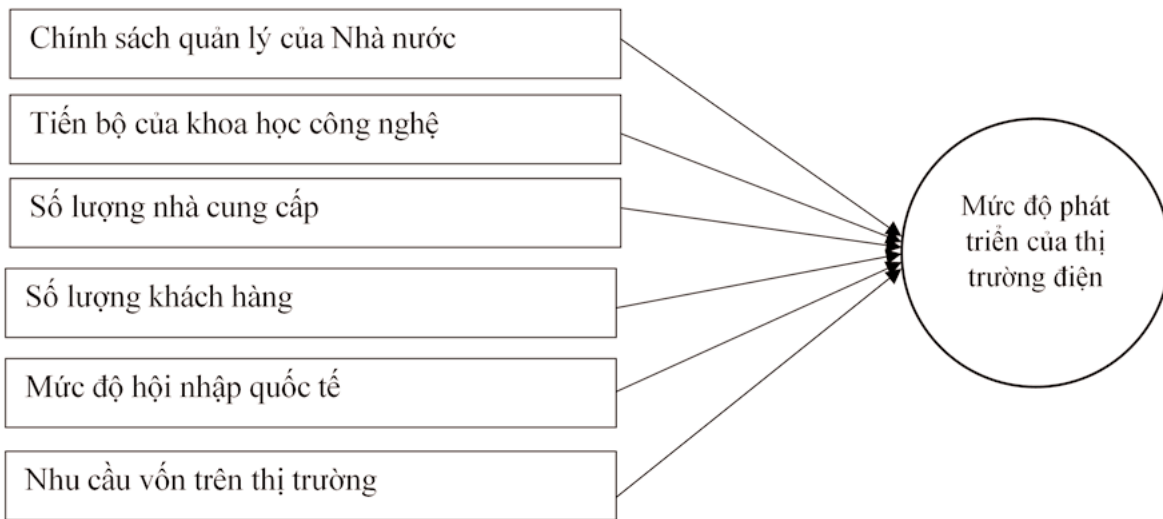 Chính sách quản lý của Nhà nước
Tiến bộ của khoa học công nghệ
Số lượng nhà cung cấp
Số lượng khách hàng
Mức độ hội nhập quốc tế
Nhu cầu vốn trên thị trường
Mức độ phát
triển của thị
trường điện